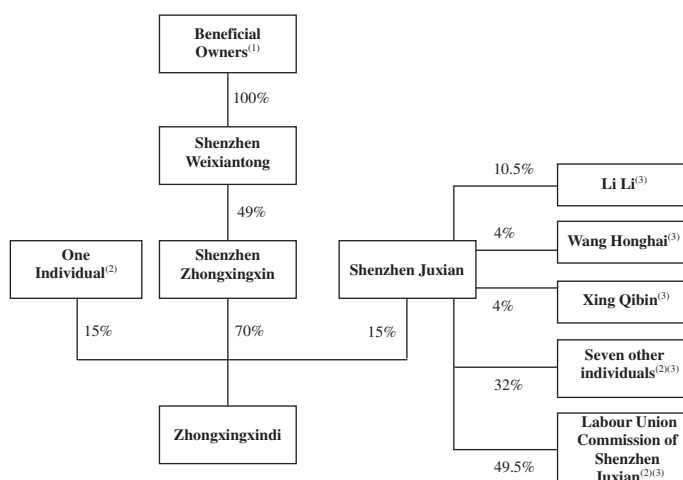 Beneficial
Owners(1)
100%
Shenzhen
Weixiantong
49%
One
Individual(2)
Shenzhen
Zhongxingxin
Shenzhen Juxian
15%
70%
15%
Zhongxingxindi
10.5%
Li Li(3)
4%
Wang Honghai(3)
4%
Xing Qibin(3)
Seven other
individuals(2)(3)
32%
Labour Union
Commission of
Shenzhen
Juxian(2)(3)
49.5%